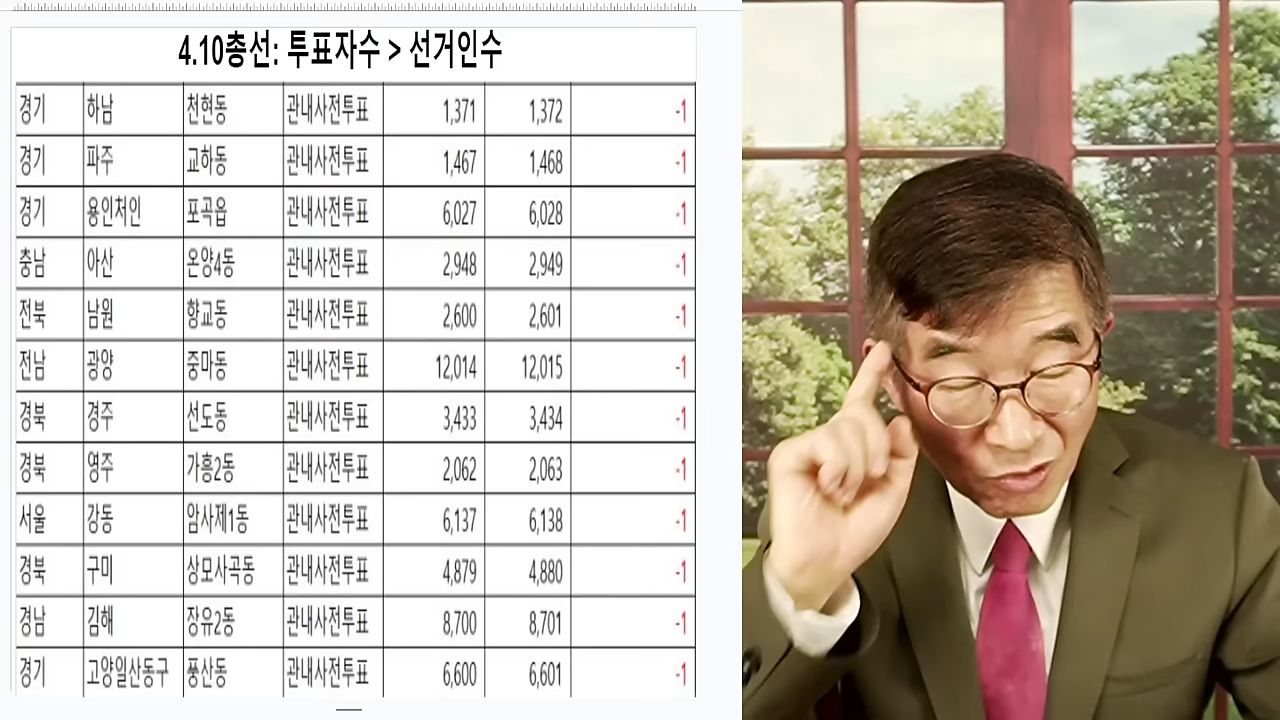 4.10총선: 투표자수 > 선거인수
경기 하남 천현동 관내사전투표 1,371 1,372 -1
경기 파주 교하동 관내사전투표 1,467 1,468 -1
경기 용인처인 포곡읍 관내사전투표 6,027 6,028 -1
충남 아산 온양4동 관내사전투표 2,948 2,949 -1
전북 남원 향교동 관내사전투표 2,600 2,601 -1
전남 광양 중마동 관내사전투표 12,014 12,015 -1
경북 경주 선도동 관내사전투표 3,433 3,434 -1
경북 영주 가흥2동 관내사전투표 2,062 2,063 -1
서울 강동 암사제1동 관내사전투표 6,137 6,138 -1
경북 구미 상모사곡동 관내사전투표 4,879 4,880 -1
경남 김해 장유2동 관내사전투표 8,700 8,701 -1
경기 고양일산동구 풍산동 관내사전투표 6,600 6,601 -1